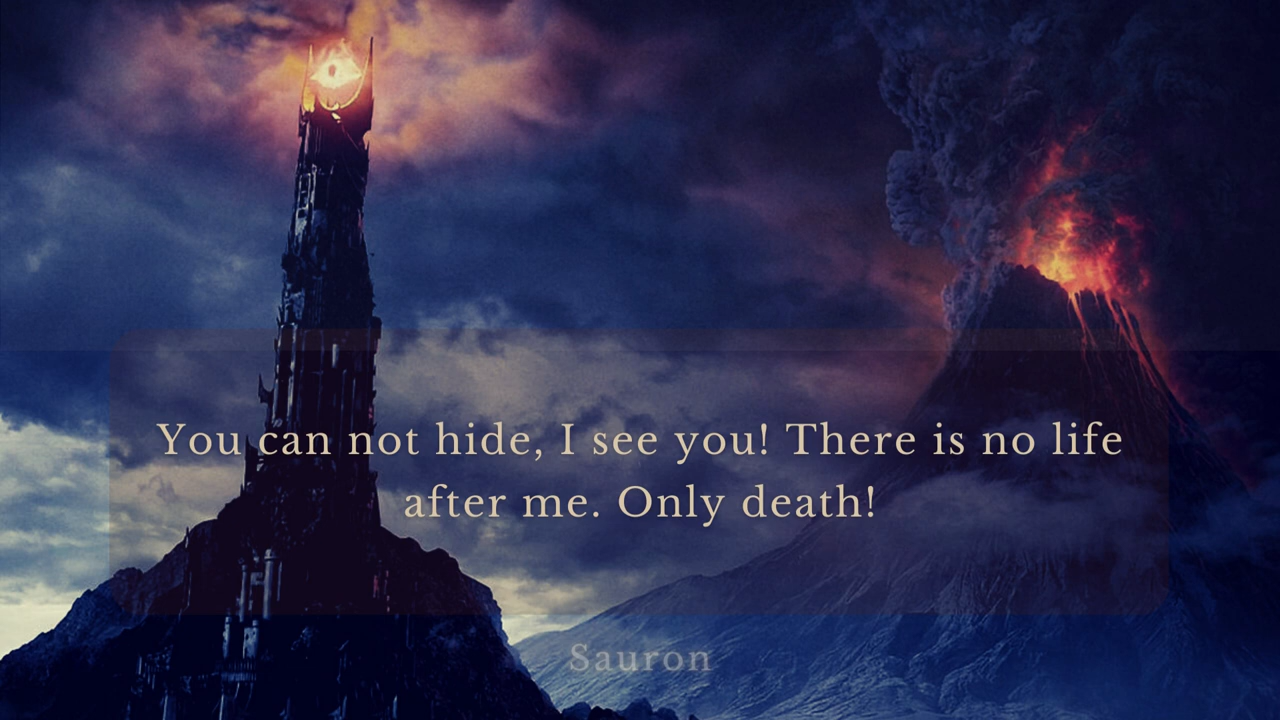 You can not hide, I see you! There is no life
after me. Only death!
Sauron